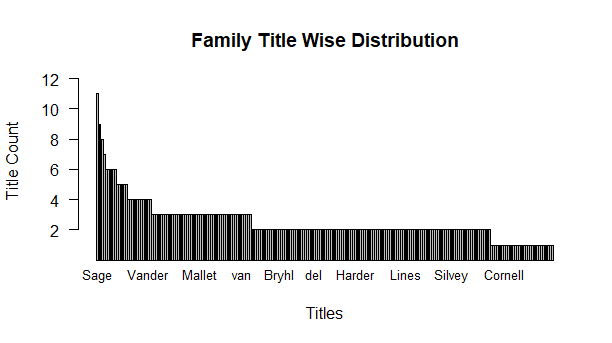 Family Title Wise Distribution
Title Count
12
10
8
6
4
2
Sage Vander Mallet van Bryhl del Harder Lines Silvey Cornell
Titles